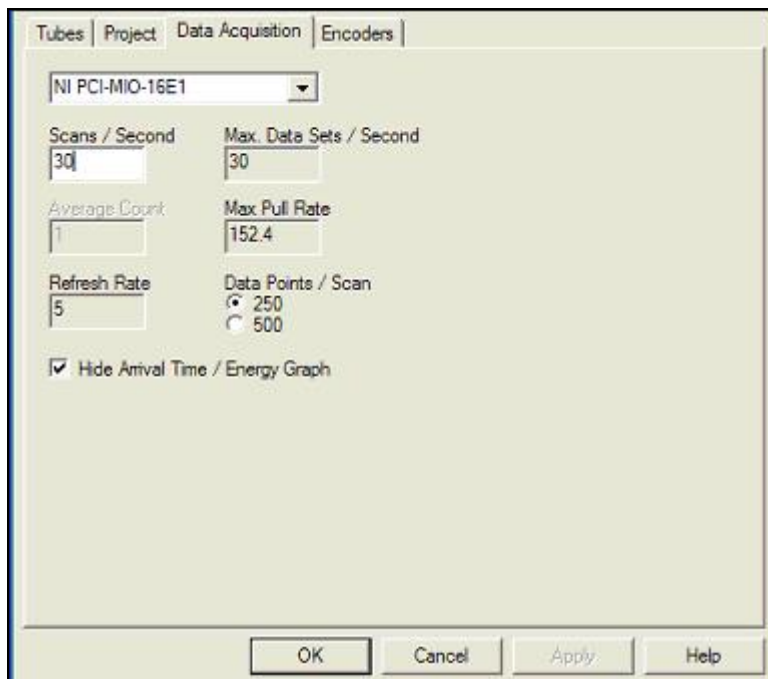 Tubes Project Data Acquisition Encoders
NI PCI-MIO-16E1
Scans / Second Max. Data Sets / Second
30 30
Average Count Max Pull Rate
1 152.4
Refresh Rate Data Points / Scan
5 250
500
Hide Arrival Time / Energy Graph
OK Cancel Apply Help